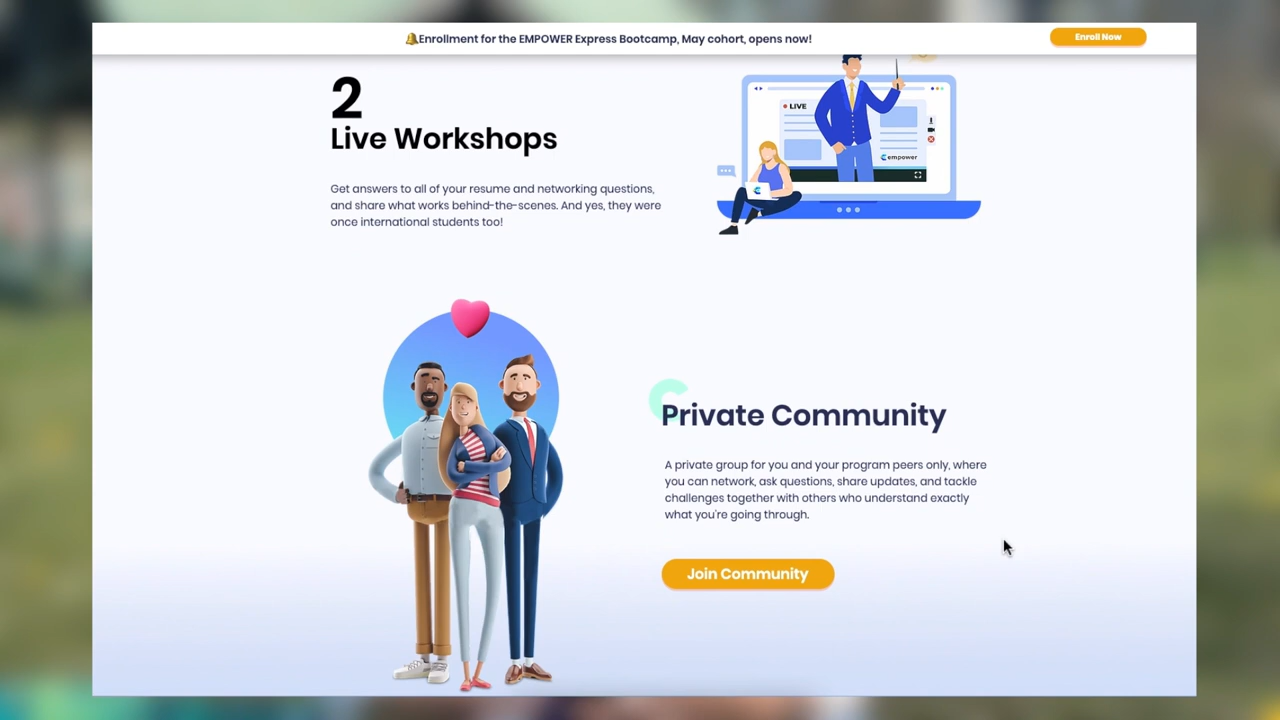 🔔Enrollment for the EMPOWER Express Bootcamp, May cohort, opens now!
Enroll Now
2
Live Workshops
Get answers to all of your resume and networking questions,
and share what works behind-the-scenes. And yes, they were
once international students too!
LIVE
empower
Private Community
A private group for you and your program peers only, where
you can network, ask questions, share updates, and tackle
challenges together with others who understand exactly
what you're going through.
Join Community